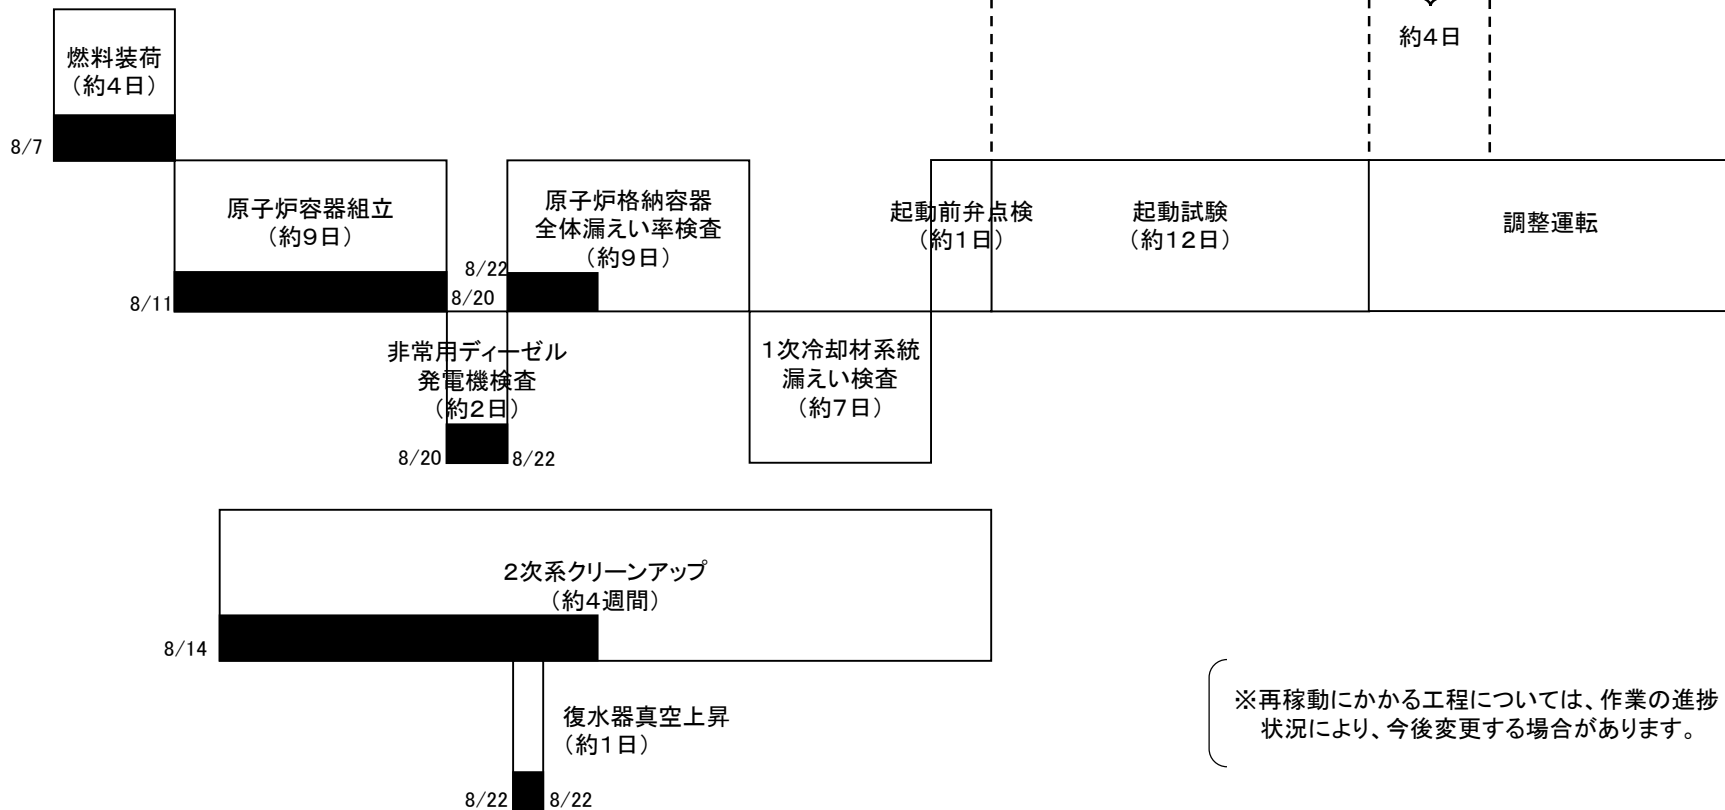 約4日
燃料装荷
（約4日）
8/7
原子炉容器組立
（約9日）
8/11
8/20
原子炉格納容器
全体漏えい率検査
（約9日）
8/22
起動前弁点検
（約1日）
起動試験
（約12日）
調整運転
非常用ディーゼル
発電機検査
（約2日）
8/20
8/22
1次冷却材系統
漏えい検査
（約7日）
2次系クリーンアップ
（約4週間）
8/14
復水器真空上昇
（約1日）
8/22
8/22
※再稼動にかかる工程については、作業の進捗
状況により、今後変更する場合があります。